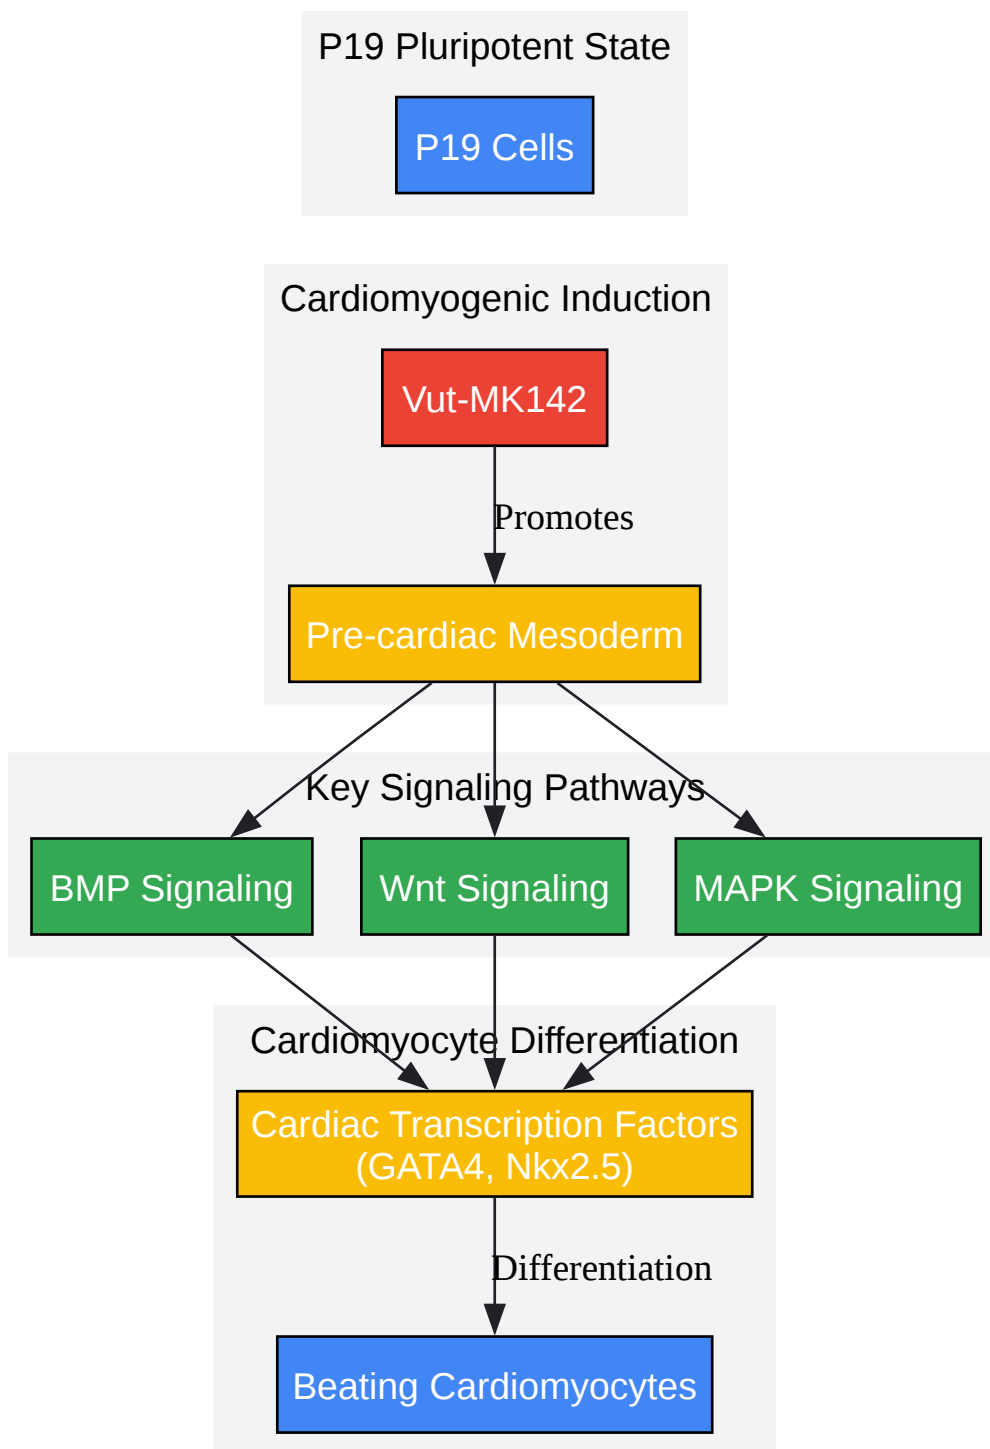 P19 Pluripotent State
P19 Cells
Cardiomyogenic Induction
Vut-MK142
Promotes
Pre-cardiac Mesoderm
Key Signaling Pathways
BMP Signaling
Wnt Signaling
MAPK Signaling
Cardiomyocyte Differentiation
Cardiac Transcription Factors
(GATA4, Nkx2.5)
Differentiation
Beating Cardiomyocytes